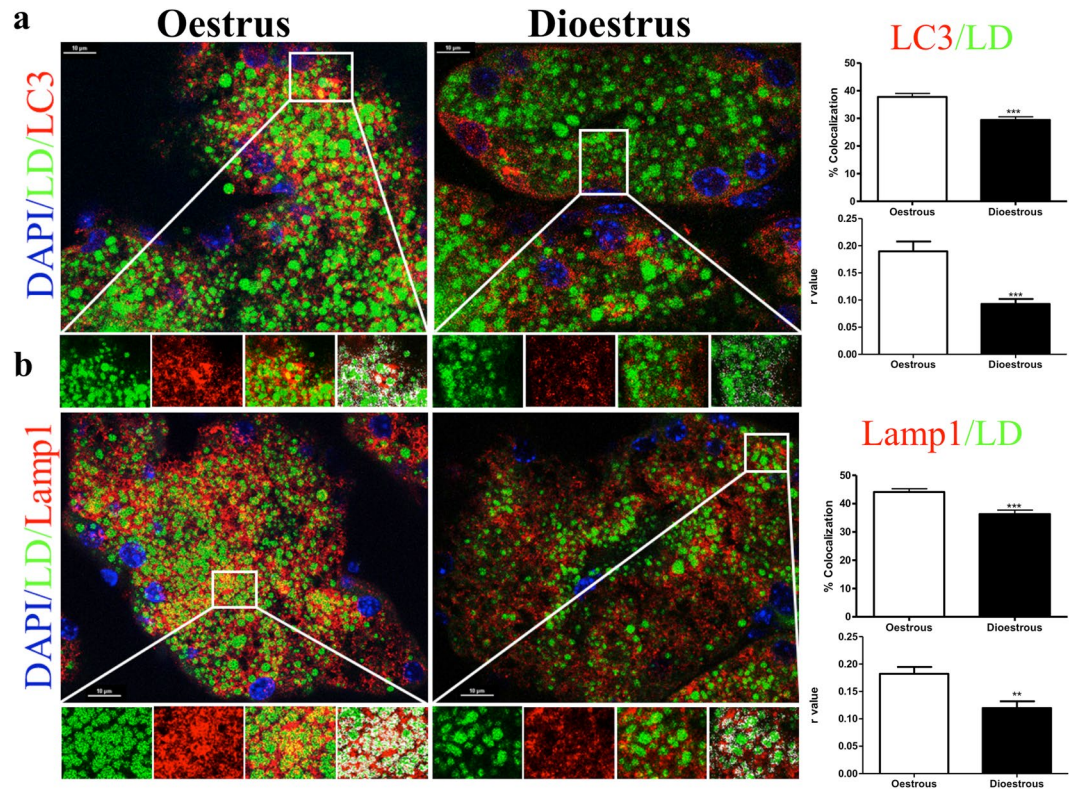 a
Oestrus
Dioestrus
DAPI/LD/LC3
10 µm
10 µm
LC3/LD
% Colocalization
50
40
30
20
10
0
***
Oestrous
Dioestrous
r value
0.25
0.20
0.15
0.10
0.05
0.00
***
Oestrous
Dioestrous
b
DAPI/LD/Lamp1
10 µm
10 µm
Lamp1/LD
% Colocalization
50
40
30
20
10
0
***
Oestrous
Dioestrous
r value
0.25
0.20
0.15
0.10
0.05
0.00
**
Oestrous
Dioestrous